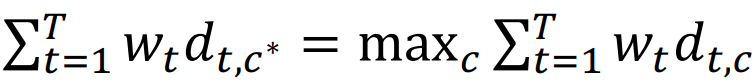 ∑_{t=1}^{T} w_t d_{t,c*} = max_c ∑_{t=1}^{T} w_t d_{t,c}